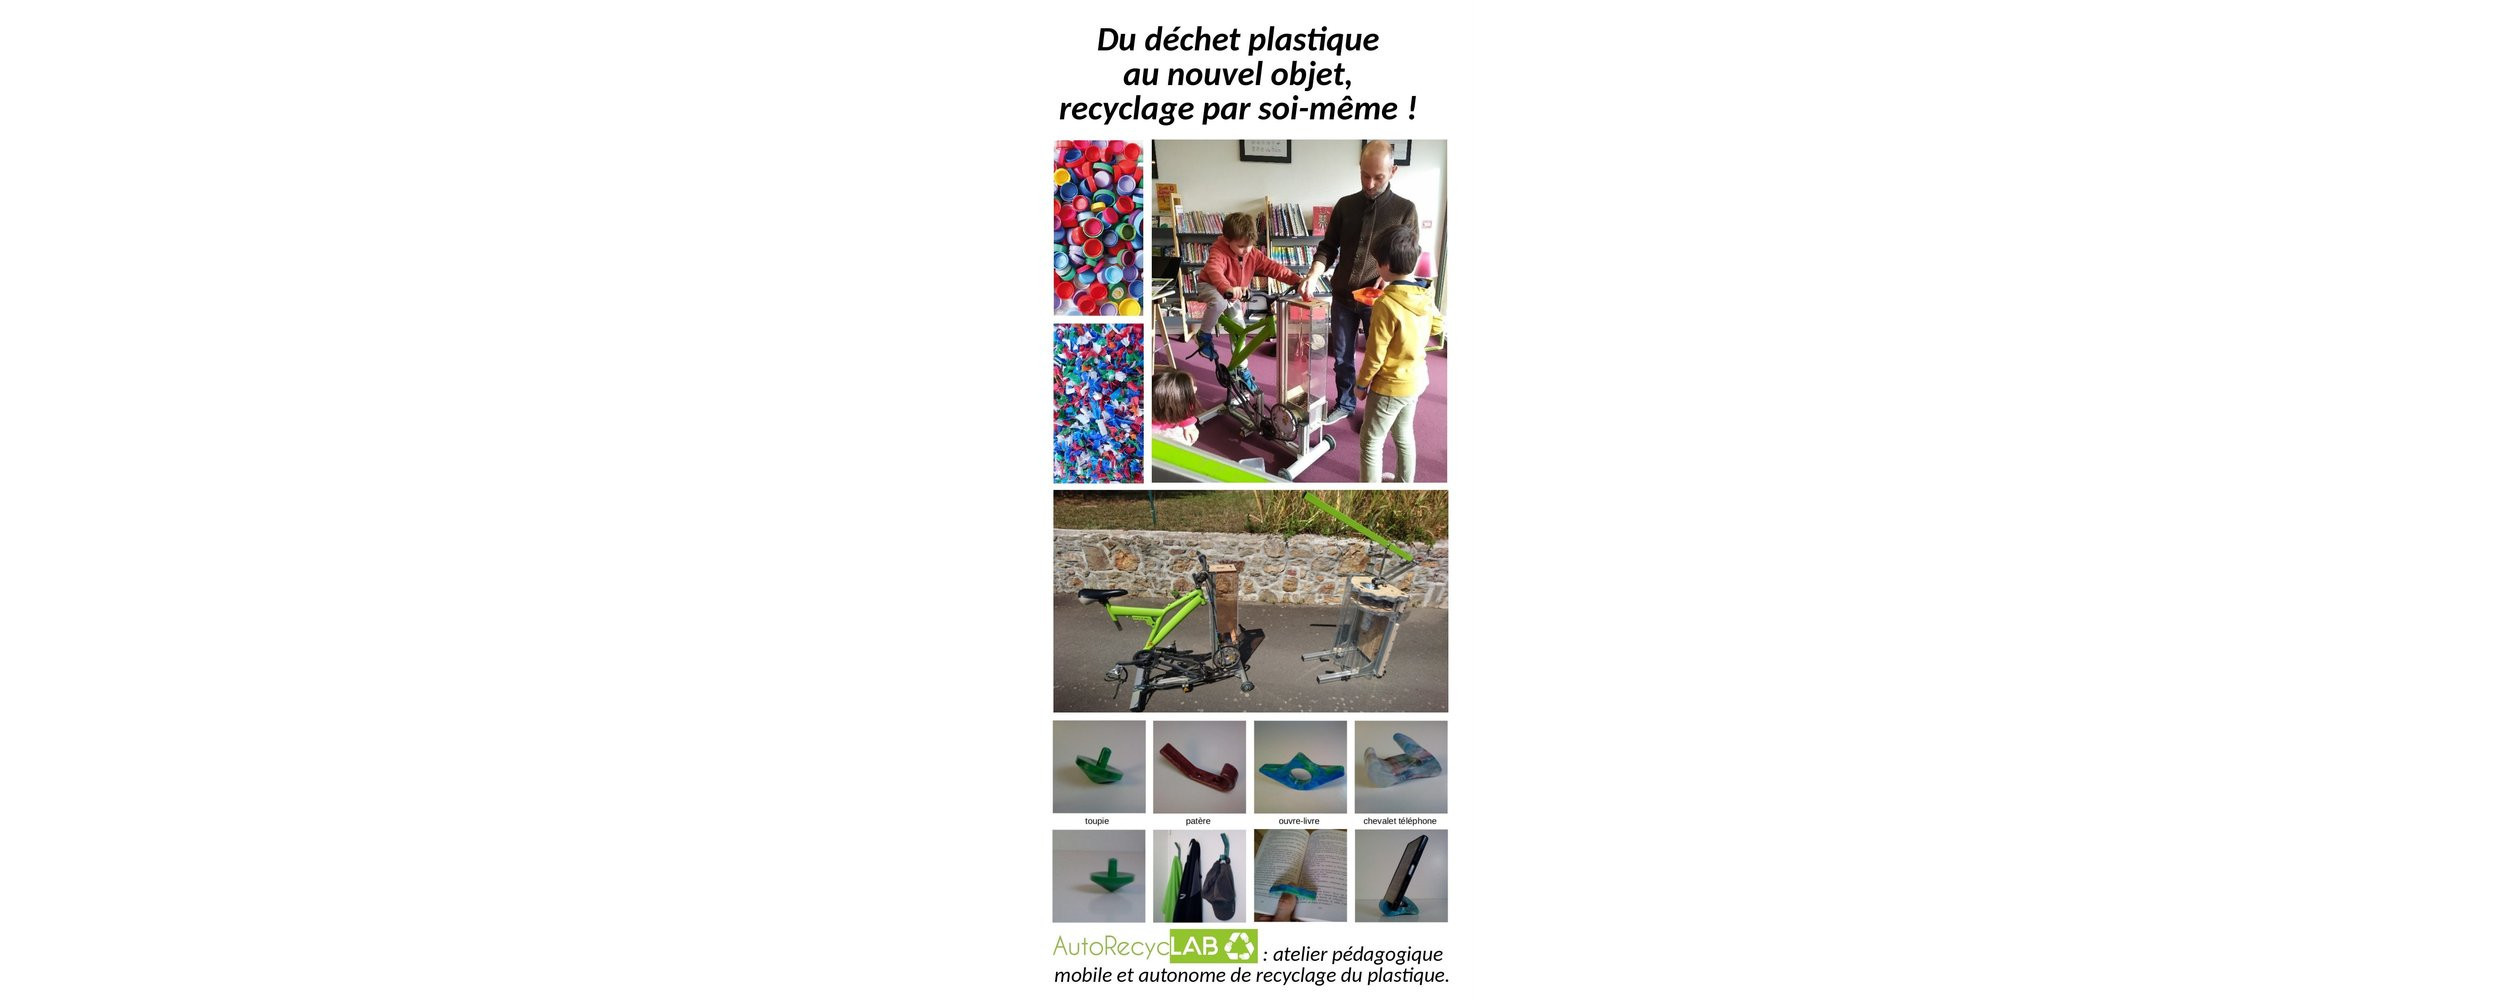 Du déchet plastique
au nouvel objet,
recyclage par soi-même !
toupie
patère
ouvre-livre
chevalet téléphone
AutoRecycLAB : atelier pédagogique
mobile et autonome de recyclage du plastique.